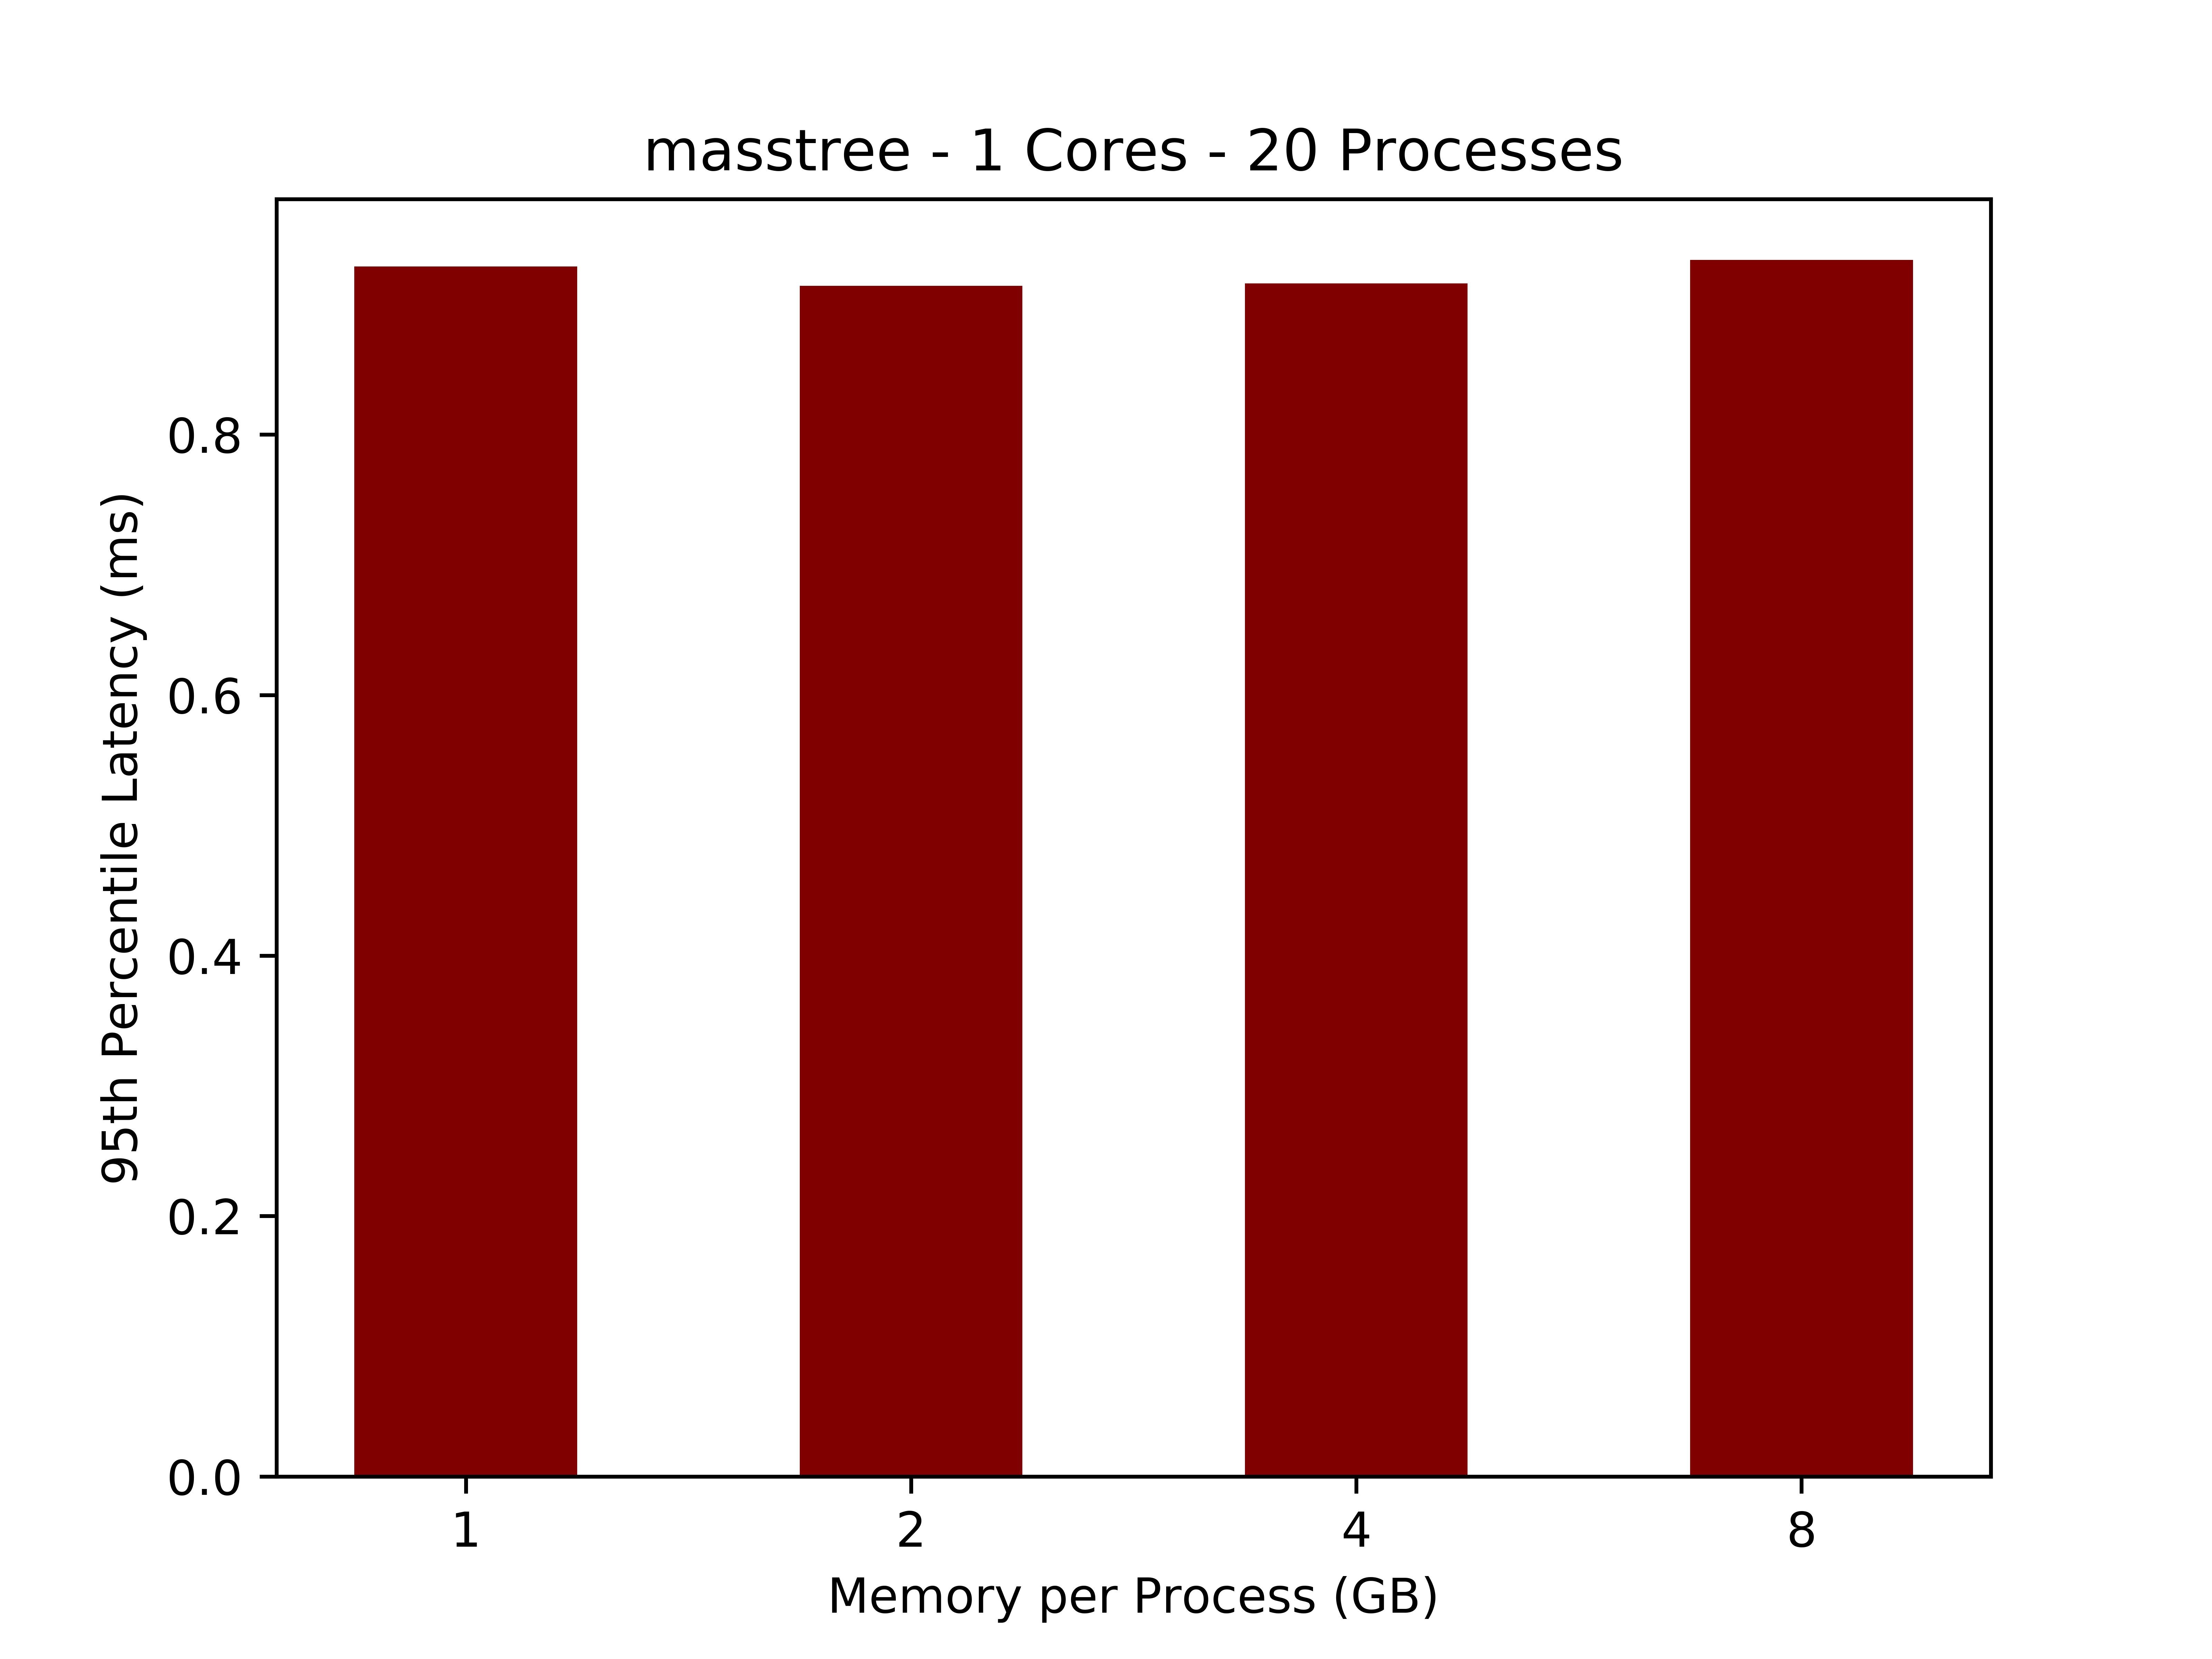 masstree - 1 Cores - 20 Processes
95th Percentile Latency (ms)
0.8
0.6
0.4
0.2
0.0
1 2 4 8
Memory per Process (GB)